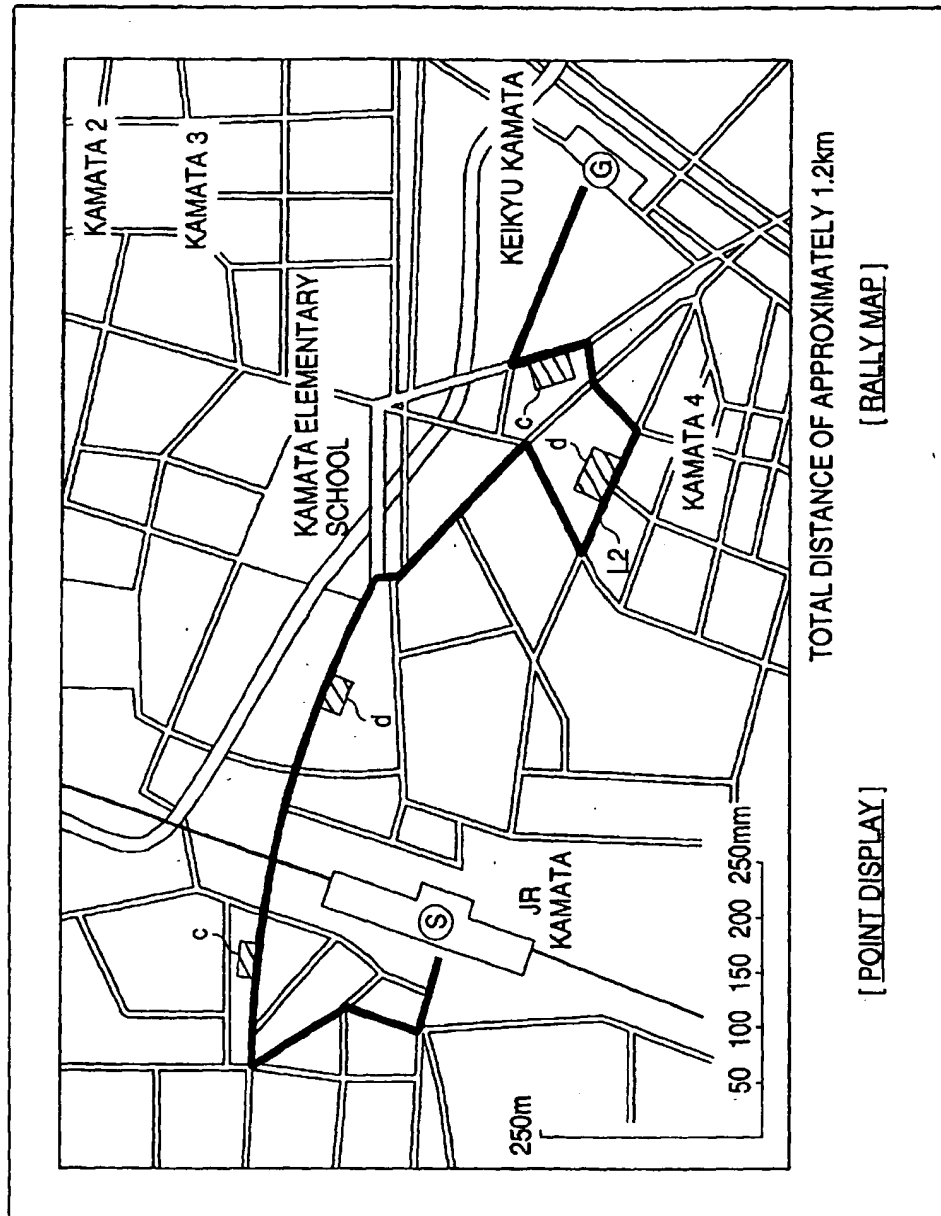 KAMATA 2
KAMATA 3
KAMATA ELEMENTARY
SCHOOL
KEIKYU KAMATA
G
c
d
12
KAMATA 4
d
c
S
JR
KAMATA
250m
50 100 150 200 250mm
TOTAL DISTANCE OF APPROXIMATELY 1.2km
[POINT DISPLAY]
[RALLY MAP]